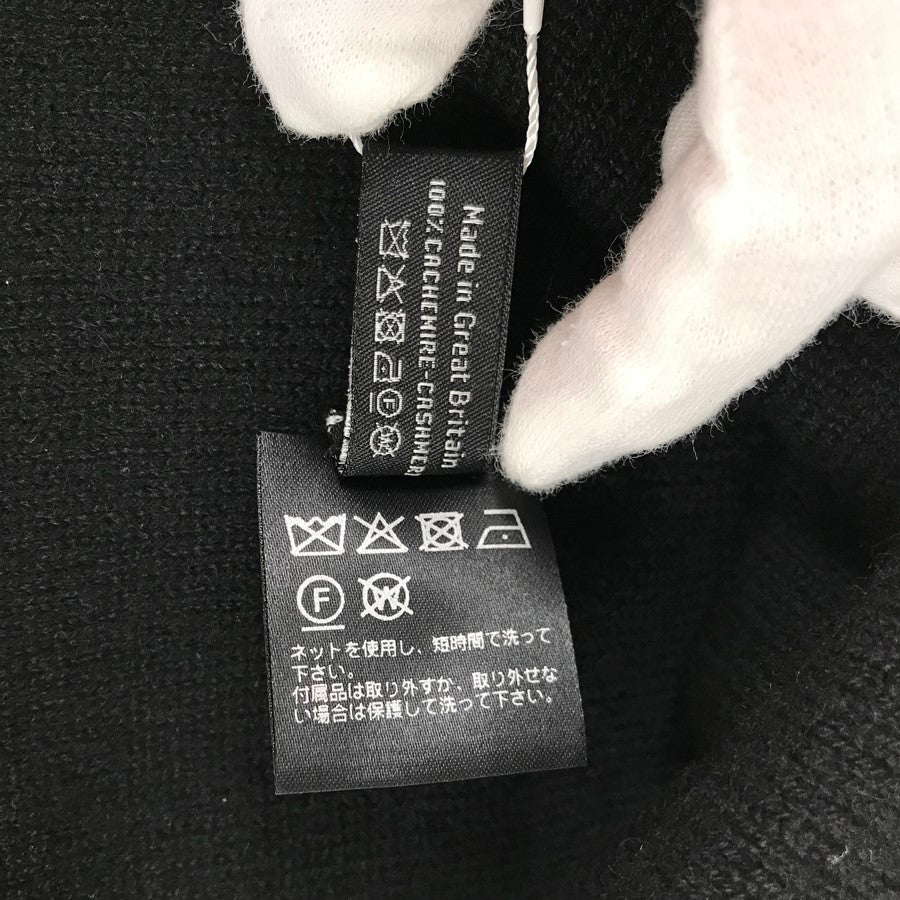 Made in Great Britain
100% CACHEMIRE-CASHMER
F
W
F
W
ネットを使用し、短時間で洗って
下さい。
付属品は取り外すか、取り外せな
い場合は保護して洗って下さい。